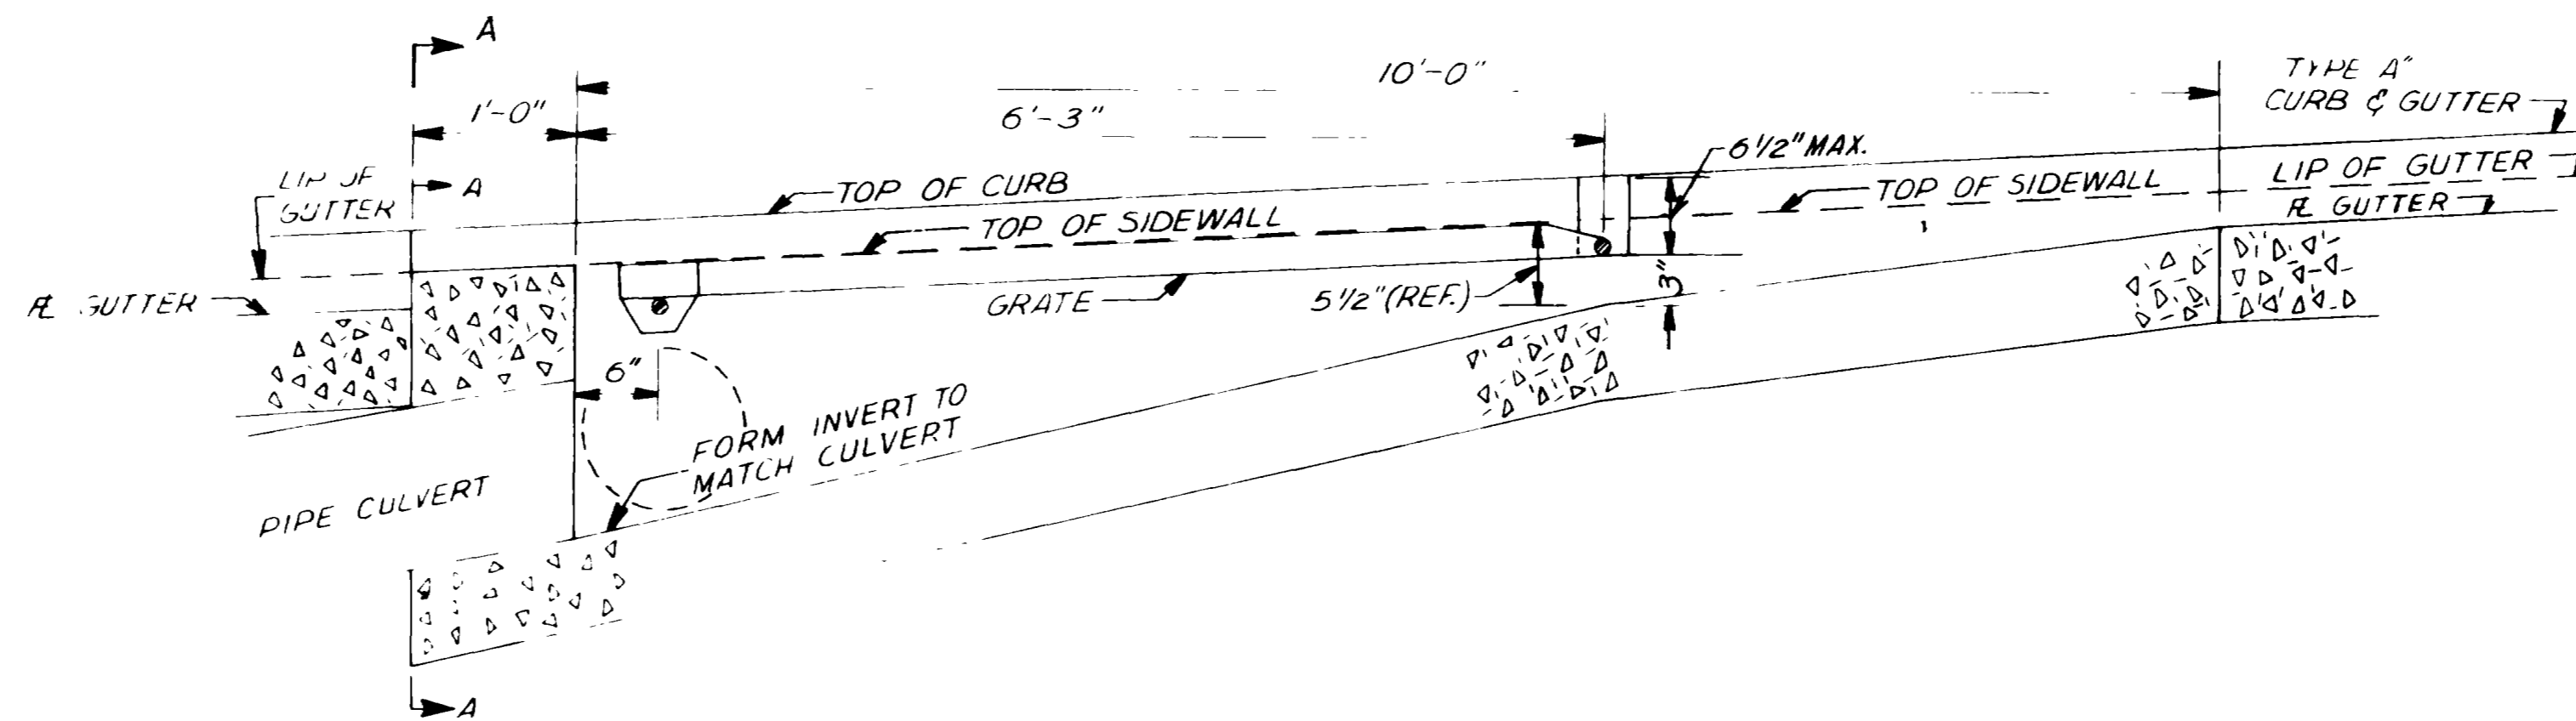 A
10'-0"
TYPE A"
CURB & GUTTER
1'-0"
6'-3"
6 1/2" MAX.
LIP OF
GUTTER
A
TOP OF CURB
TOP OF SIDEWALL
TOP OF SIDEWALL
LIP OF GUTTER
℄ GUTTER
℄ GUTTER
GRATE
5 1/2" (REF.)
3"
6"
FORM INVERT TO
MATCH CULVERT
PIPE CULVERT
A